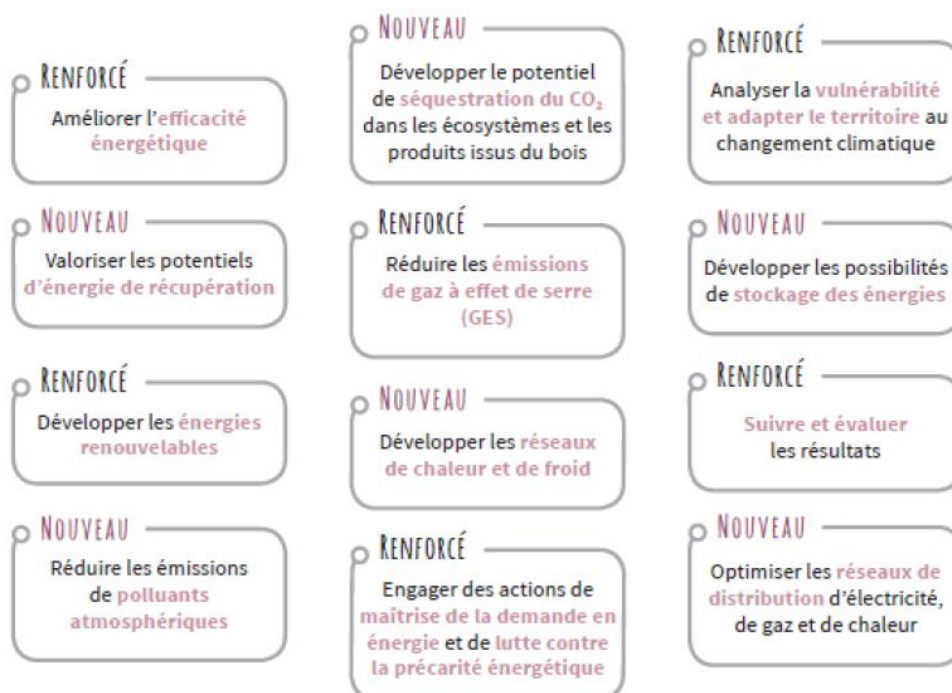 RENFORCÉ
Améliorer l'efficacité
énergétique
NOUVEAU
Valoriser les potentiels
d'énergie de récupération
RENFORCÉ
Développer les énergies
renouvelables
NOUVEAU
Réduire les émissions
de polluants
atmosphériques
NOUVEAU
Développer le potentiel
de séquestration du CO₂
dans les écosystèmes et les
produits issus du bois
RENFORCÉ
Réduire les émissions
de gaz à effet de serre
(GES)
NOUVEAU
Développer les réseaux
de chaleur et de froid
RENFORCÉ
Engager des actions de
maîtrise de la demande en
énergie et de lutte contre
la précarité énergétique
RENFORCÉ
Analyser la vulnérabilité
et adapter le territoire au
changement climatique
NOUVEAU
Développer les possibilités
de stockage des énergies
RENFORCÉ
Suivre et évaluer
les résultats
NOUVEAU
Optimiser les réseaux de
distribution d'électricité,
de gaz et de chaleur